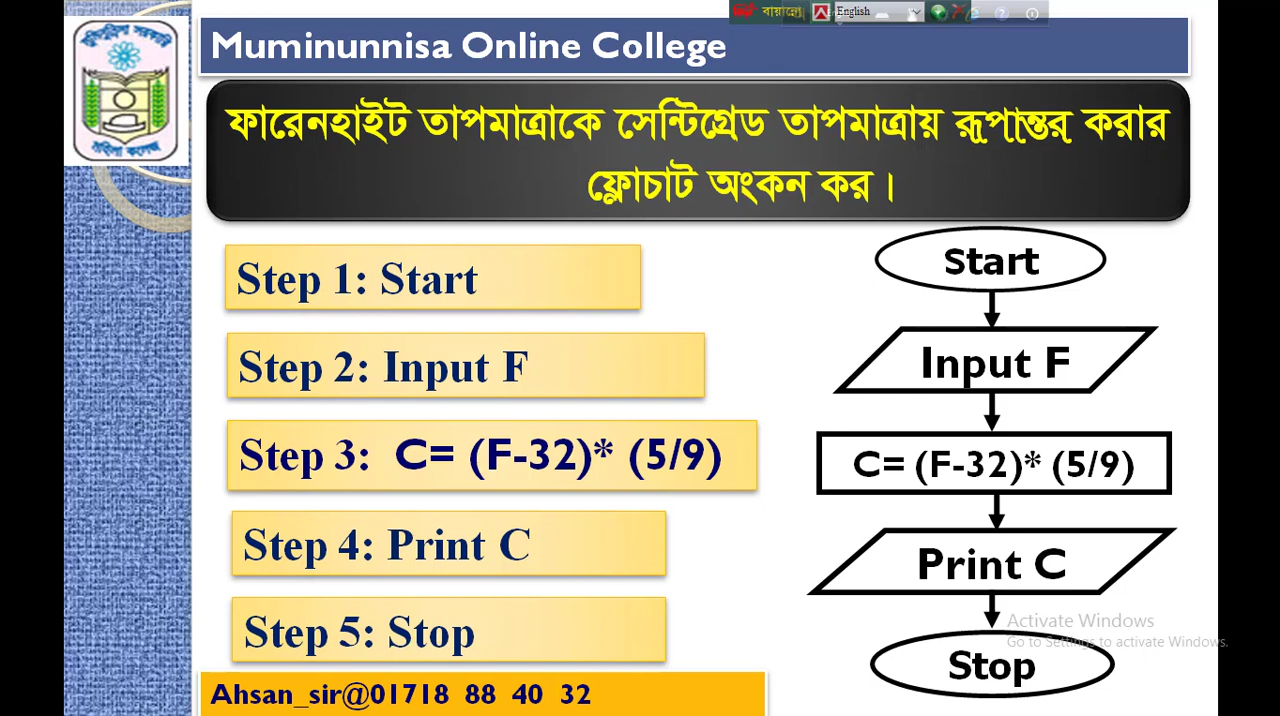 বায়ান্নো English
Muminunnisa Online College
ফারেনহাইট তাপমাত্রাকে সেন্টিগ্রেড তাপমাত্রায় রূপান্তর করার
ফ্লোচাট অংকন কর ।
Step 1: Start
Step 2: Input F
Step 3: C= (F-32)* (5/9)
Step 4: Print C
Step 5: Stop
Start
Input F
C= (F-32)* (5/9)
Print C
Stop
Activate Windows
Go to Settings to activate Windows.
Ahsan_sir@01718 88 40 32